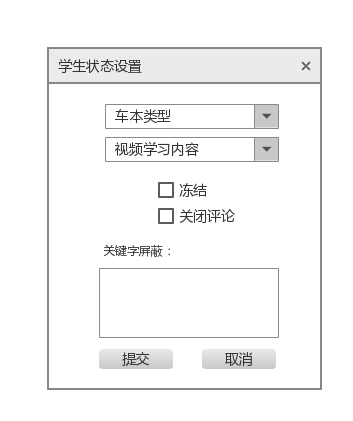 学生状态设置
车本类型
视频学习内容
冻结
关闭评论
关键字屏蔽：
提交
取消